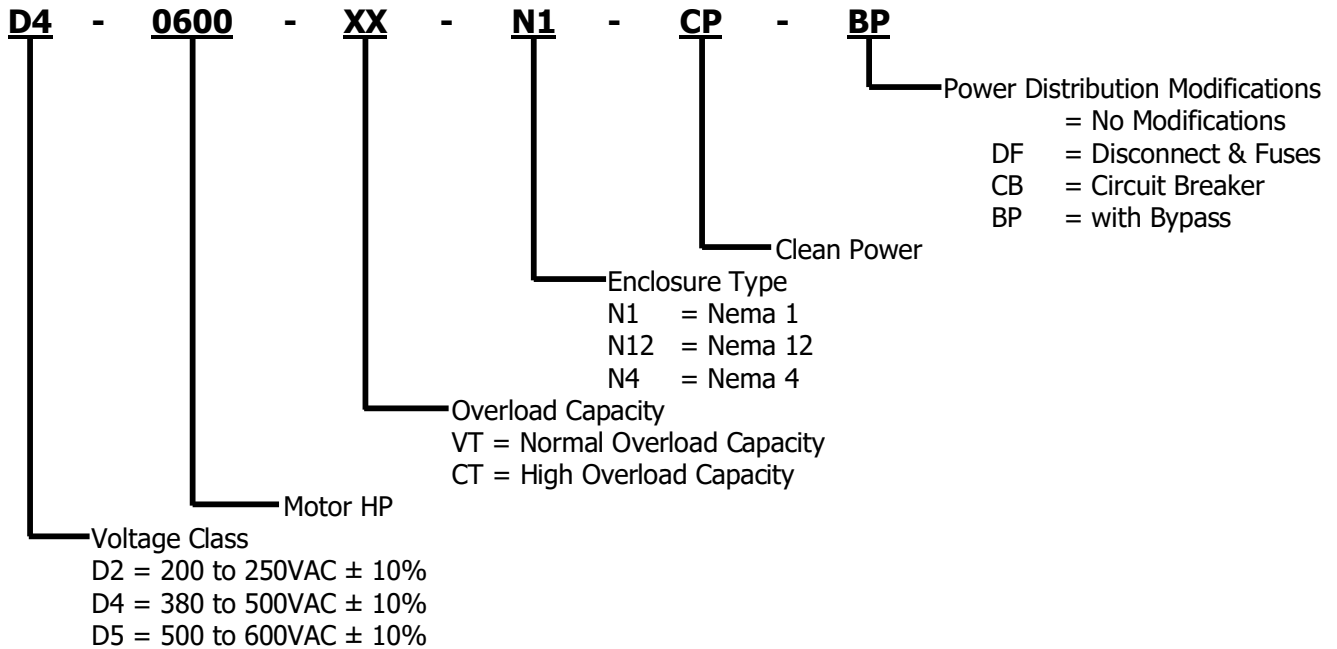 D4 - 0600 - XX - N1 - CP - BP
Power Distribution Modifications
= No Modifications
DF = Disconnect & Fuses
CB = Circuit Breaker
BP = with Bypass
Clean Power
Enclosure Type
N1 = Nema 1
N12 = Nema 12
N4 = Nema 4
Overload Capacity
VT = Normal Overload Capacity
CT = High Overload Capacity
Motor HP
Voltage Class
D2 = 200 to 250VAC ± 10%
D4 = 380 to 500VAC ± 10%
D5 = 500 to 600VAC ± 10%